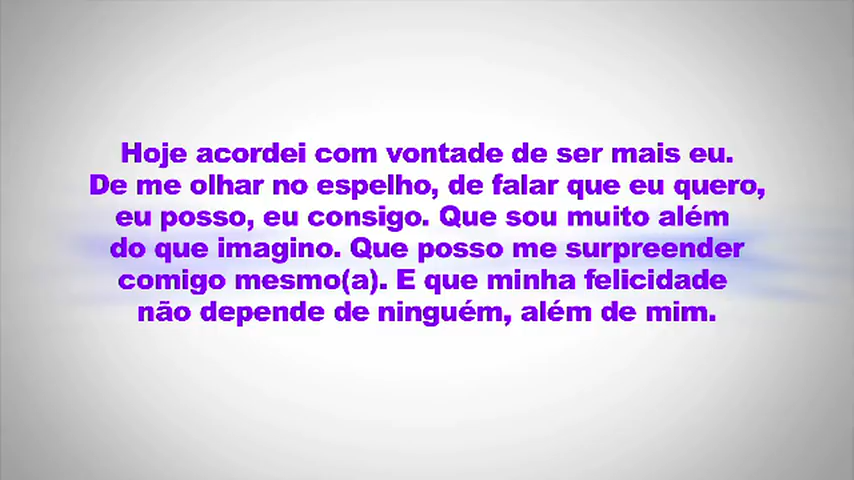 Hoje acordei com vontade de ser mais eu.
De me olhar no espelho, de falar que eu quero,
eu posso, eu consigo. Que sou muito além
do que imagino. Que posso me surpreender
comigo mesmo(a). E que minha felicidade
não depende de ninguém, além de mim.